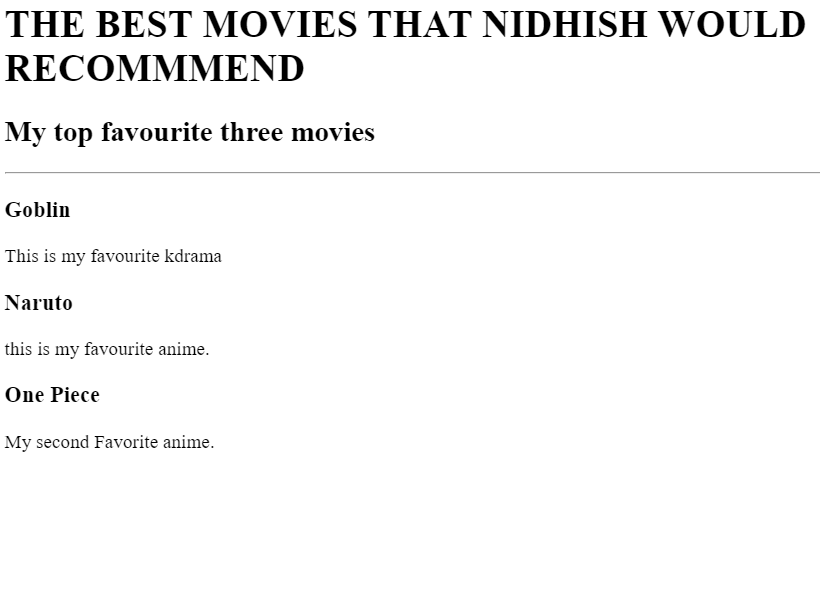 THE BEST MOVIES THAT NIDHISH WOULD
RECOMMMEND
My top favourite three movies
Goblin
This is my favourite kdrama
Naruto
this is my favourite anime.
One Piece
My second Favorite anime.